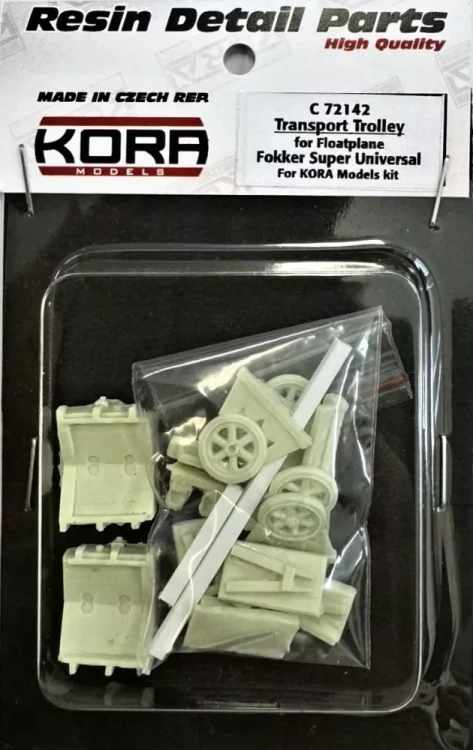 Resin Detail Parts
High Quality
MADE IN CZECH REP.
KORA
MODELS
C 72142
Transport Trolley
for Floatplane
Fokker Super Universal
For KORA Models kit